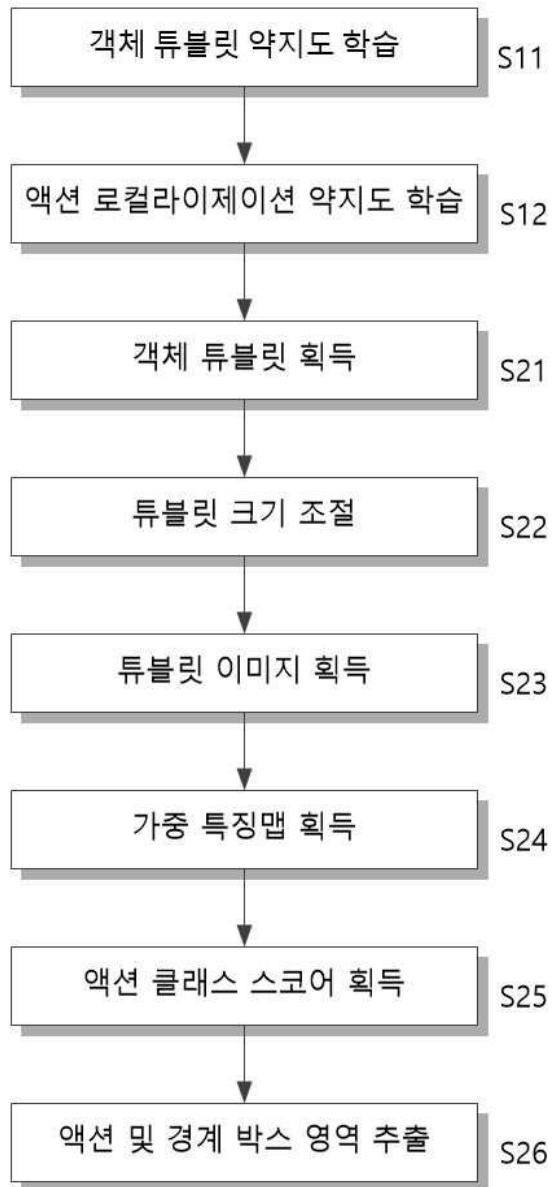 객체 튜블릿 약지도 학습 S11
액션 로컬라이제이션 약지도 학습 S12
객체 튜블릿 획득 S21
튜블릿 크기 조절 S22
튜블릿 이미지 획득 S23
가중 특징맵 획득 S24
액션 클래스 스코어 획득 S25
액션 및 경계 박스 영역 추출 S26